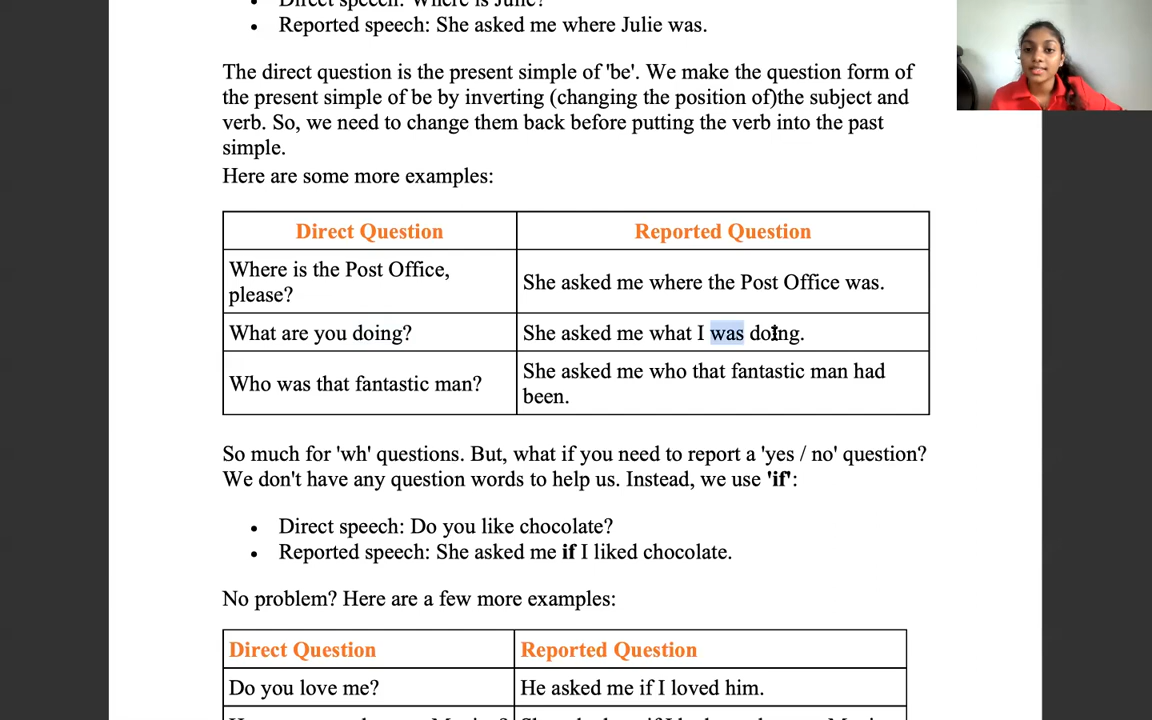 Direct speech: Where is Julie?
Reported speech: She asked me where Julie was.
The direct question is the present simple of 'be'. We make the question form of
the present simple of be by inverting (changing the position of)the subject and
verb. So, we need to change them back before putting the verb into the past
simple.
Here are some more examples:
Direct Question
Reported Question
Where is the Post Office,
please?
She asked me where the Post Office was.
What are you doing?
She asked me what I was doing.
Who was that fantastic man?
She asked me who that fantastic man had
been.
So much for 'wh' questions. But, what if you need to report a 'yes / no' question?
We don't have any question words to help us. Instead, we use 'if':
Direct speech: Do you like chocolate?
Reported speech: She asked me if I liked chocolate.
No problem? Here are a few more examples:
Direct Question
Reported Question
Do you love me?
He asked me if I loved him.